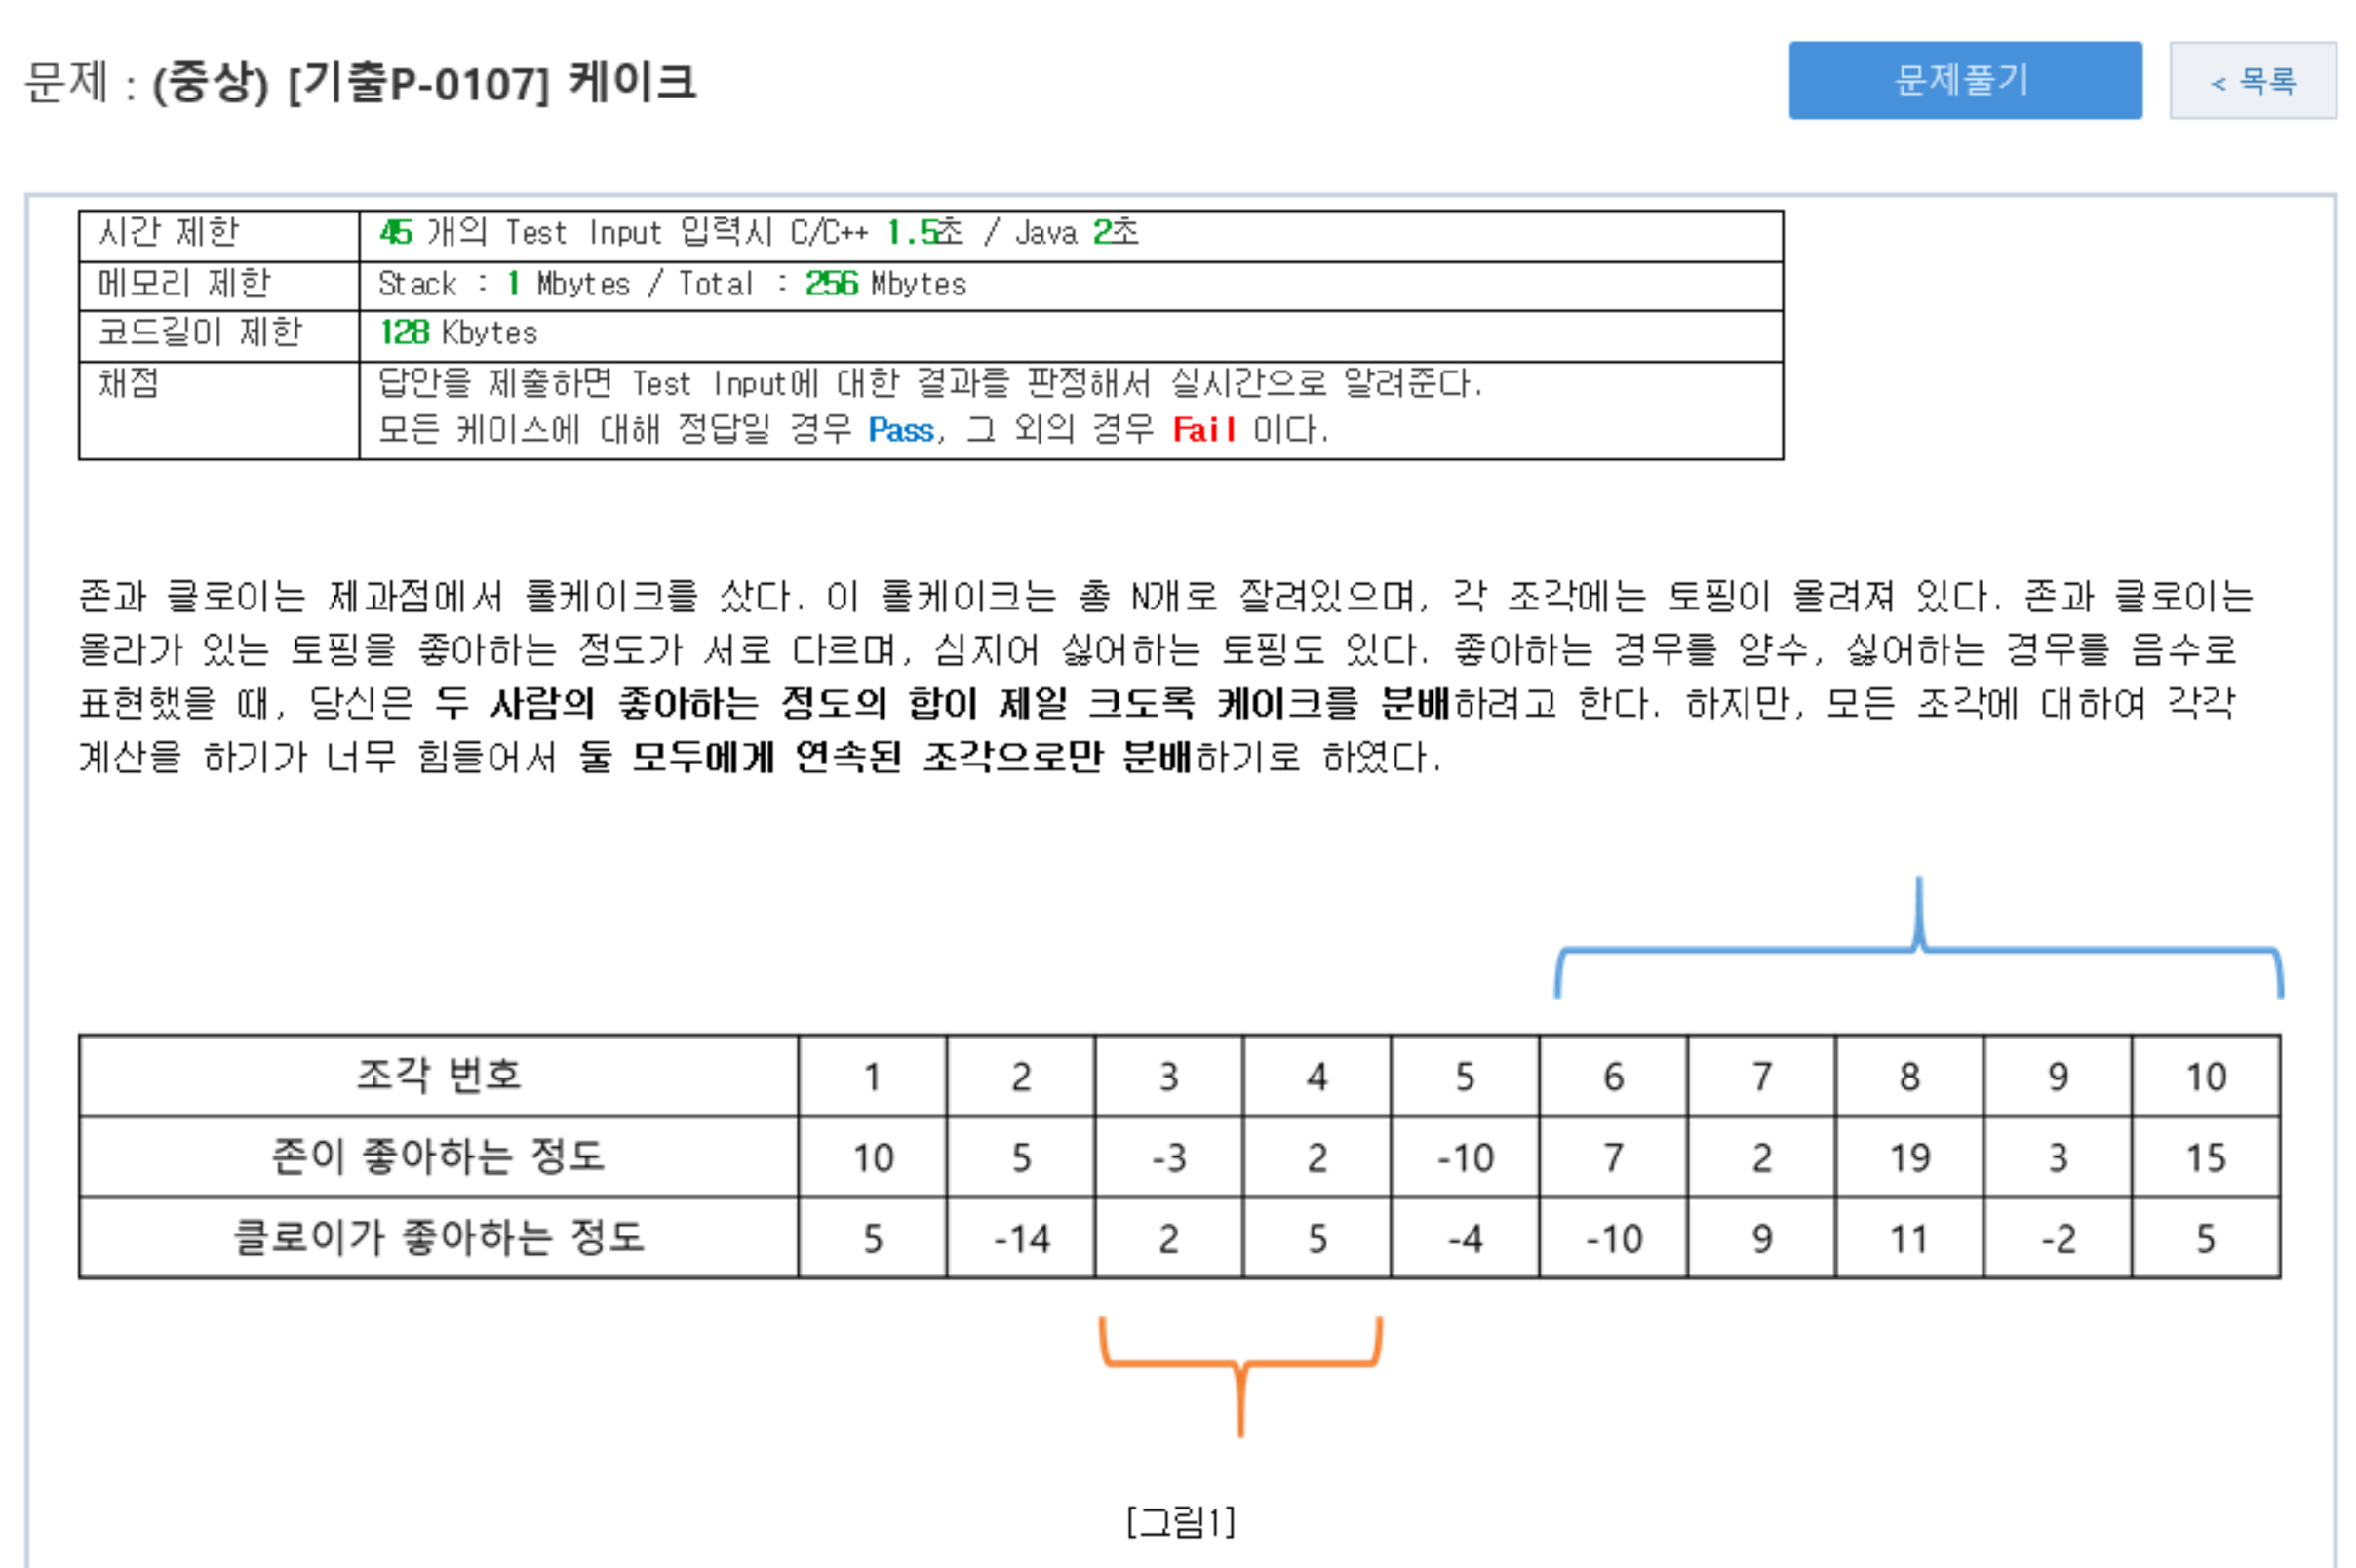 문제 : (중상) [기출P-0107] 케이크
문제풀기
< 목록
시간 제한 45 개의 Test Input 입력시 C/C++ 1.5초 / Java 2초
메모리 제한 Stack : 1 Mbytes / Total : 256 Mbytes
코드길이 제한 128 Kbytes
채점 답안을 제출하면 Test Input에 대한 결과를 판정해서 실시간으로 알려준다.
모든 케이스에 대해 정답일 경우 Pass, 그 외의 경우 Fail 이다.
존과 클로이는 제과점에서 롤케이크를 샀다. 이 롤케이크는 총 N개로 잘려있으며, 각 조각에는 토핑이 올려져 있다. 존과 클로이는
올라가 있는 토핑을 좋아하는 정도가 서로 다르며, 심지어 싫어하는 토핑도 있다. 좋아하는 경우를 양수, 싫어하는 경우를 음수로
표현했을 때, 당신은 두 사람의 좋아하는 정도의 합이 제일 크도록 케이크를 분배하려고 한다. 하지만, 모든 조각에 대하여 각각
계산을 하기가 너무 힘들어서 둘 모두에게 연속된 조각으로만 분배하기로 하였다.
조각 번호 1 2 3 4 5 6 7 8 9 10
존이 좋아하는 정도 10 5 -3 2 -10 7 2 19 3 15
클로이가 좋아하는 정도 5 -14 2 5 -4 -10 9 11 -2 5
[그림1]